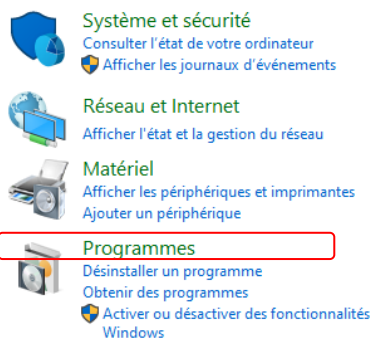 Système et sécurité
Consulter l'état de votre ordinateur
Afficher les journaux d'événements
Réseau et Internet
Afficher l'état et la gestion du réseau
Matériel
Afficher les périphériques et imprimantes
Ajouter un périphérique
Programmes
Désinstaller un programme
Obtenir des programmes
Activer ou désactiver des fonctionnalités
Windows